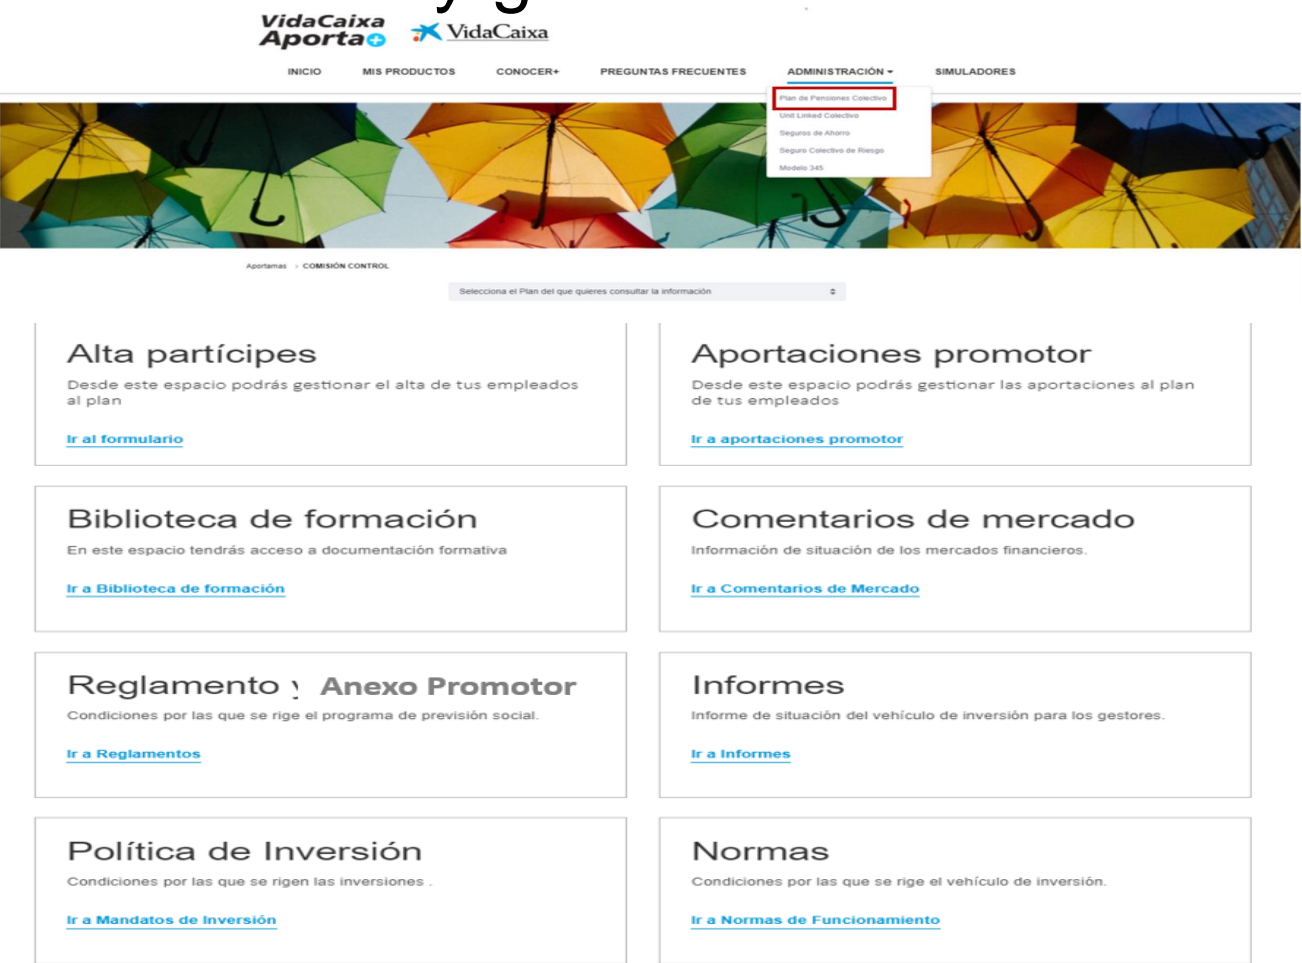 VidaCaixa
Aporta+
VidaCaixa
INICIO MIS PRODUCTOS CONOCER+ PREGUNTAS FRECUENTES ADMINISTRACIÓN SIMULADORES
Plan de Pensiones Colectivo
Unit Linked Colectivo
Seguros de Ahorro
Seguro Colectivo de Riesgo
Modelo 345
Aportamas > COMISIÓN CONTROL
Selecciona el Plan del que quieres consultar la información
Alta partícipes
Desde este espacio podrás gestionar el alta de tus empleados
al plan
Ir al formulario
Aportaciones promotor
Desde este espacio podrás gestionar las aportaciones al plan
de tus empleados
Ir a aportaciones promotor
Biblioteca de formación
En este espacio tendrás acceso a documentación formativa
Ir a Biblioteca de formación
Comentarios de mercado
Información de situación de los mercados financieros.
Ir a Comentarios de Mercado
Reglamento y Anexo Promotor
Condiciones por las que se rige el programa de previsión social.
Ir a Reglamentos
Informes
Informe de situación del vehículo de inversión para los gestores.
Ir a Informes
Política de Inversión
Condiciones por las que se rigen las inversiones .
Ir a Mandatos de Inversión
Normas
Condiciones por las que se rige el vehículo de inversión.
Ir a Normas de Funcionamiento